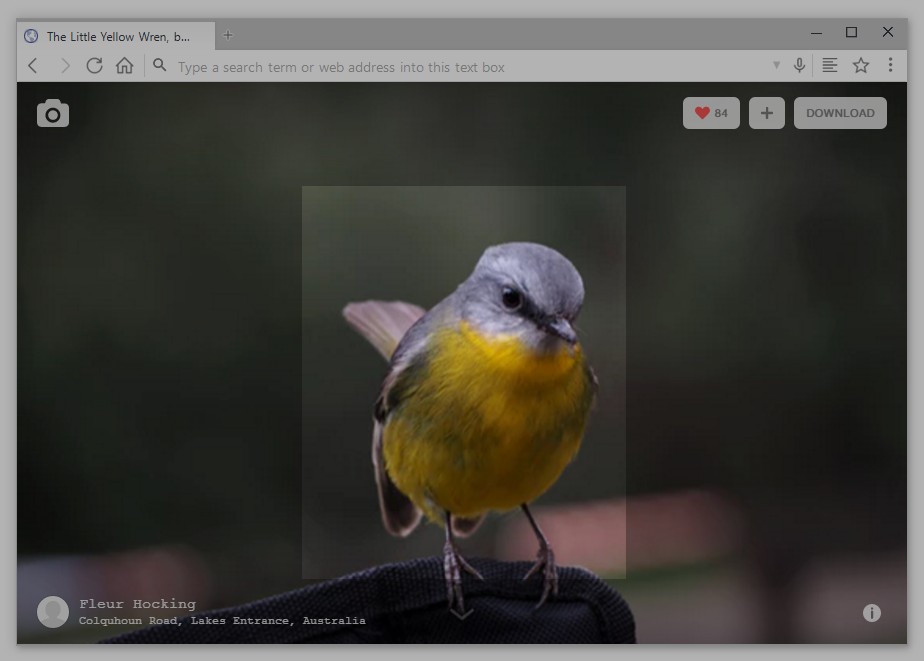 The Little Yellow Wren, b...
Type a search term or web address into this text box
84
DOWNLOAD
Fleur Hocking
Colquhoun Road, Lakes Entrance, Australia